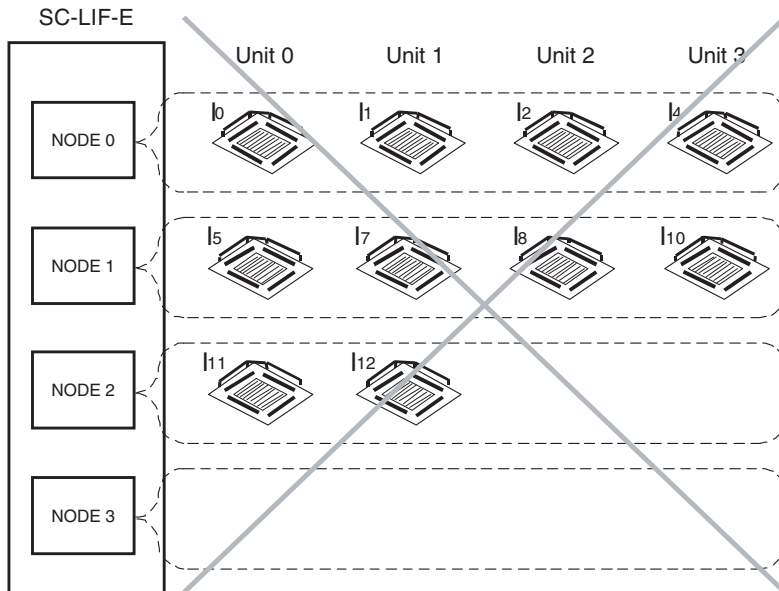 SC-LIF-E
Unit 0 Unit 1 Unit 2 Unit 3
NODE 0 I0 I1 I2 I4
NODE 1 I5 I7 I8 I10
NODE 2 I11 I12
NODE 3